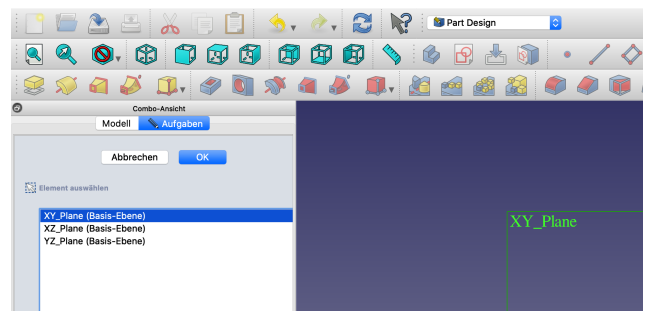 Part Design
Combo-Ansicht
Modell
Aufgaben
Abbrechen
OK
Element auswählen
XY_Plane (Basis-Ebene)
XZ_Plane (Basis-Ebene)
YZ_Plane (Basis-Ebene)
XY_Plane